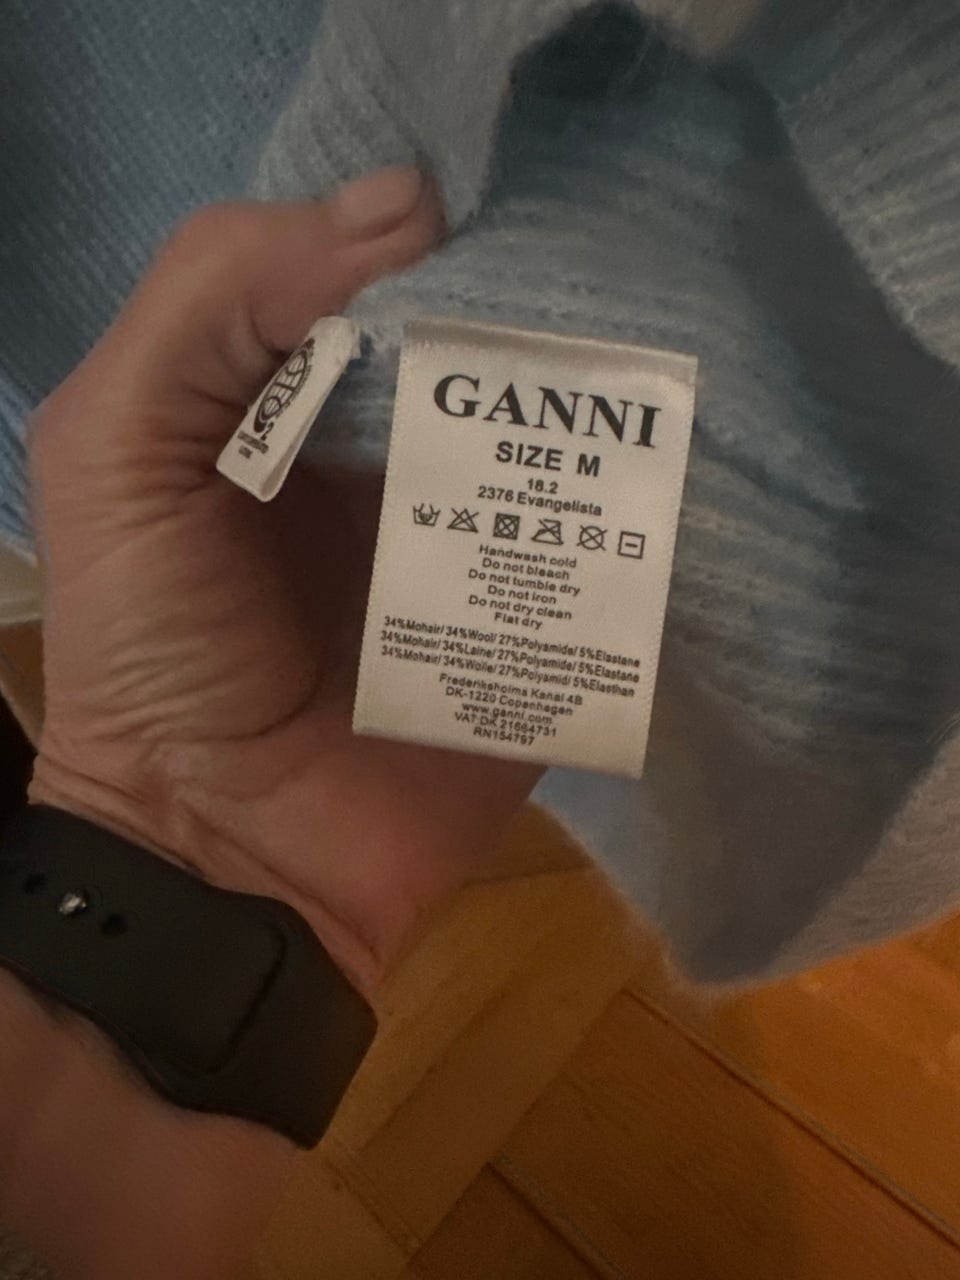 GANNI
SIZE M
18.2
2376 Evangelista
Handwash cold
Do not bleach
Do not tumble dry
Do not iron
Do not dry clean
Flat dry
34%Mohair/ 34%Wool/ 27%Polyamide/ 5%Elastane
34%Mohair/ 34%Laine/ 27%Polyamide/ 5%Elastane
34%Mohair/ 34%Wolle/ 27%Polyamid/ 5%Elasthan
Frederiksholms Kanal 4B
DK-1220 Copenhagen
www.ganni.com
VAT DK 21664731
RN154797